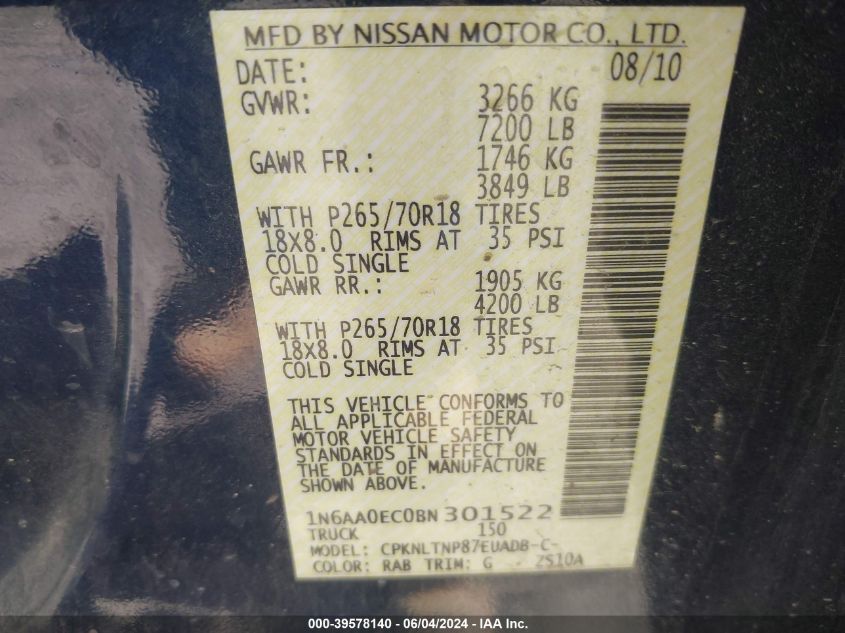 MFD BY NISSAN MOTOR CO., LTD.
DATE: 08/10
GVWR: 3266 KG
7200 LB
GAWR FR.: 1746 KG
3849 LB
WITH P265/70R18 TIRES
18X8.0 RIMS AT 35 PSI
COLD SINGLE
GAWR RR.: 1905 KG
4200 LB
WITH P265/70R18 TIRES
18X8.0 RIMS AT 35 PSI
COLD SINGLE
THIS VEHICLE CONFORMS TO
ALL APPLICABLE FEDERAL
MOTOR VEHICLE SAFETY
STANDARDS IN EFFECT ON
THE DATE OF MANUFACTURE
SHOWN ABOVE.
1N6AA0EC0BN301522
TRUCK 150
MODEL: CPKNLTNP87EUADB-C-
COLOR: RAB TRIM: G - ZS10A
000-39578140 - 06/04/2024 - IAA Inc.